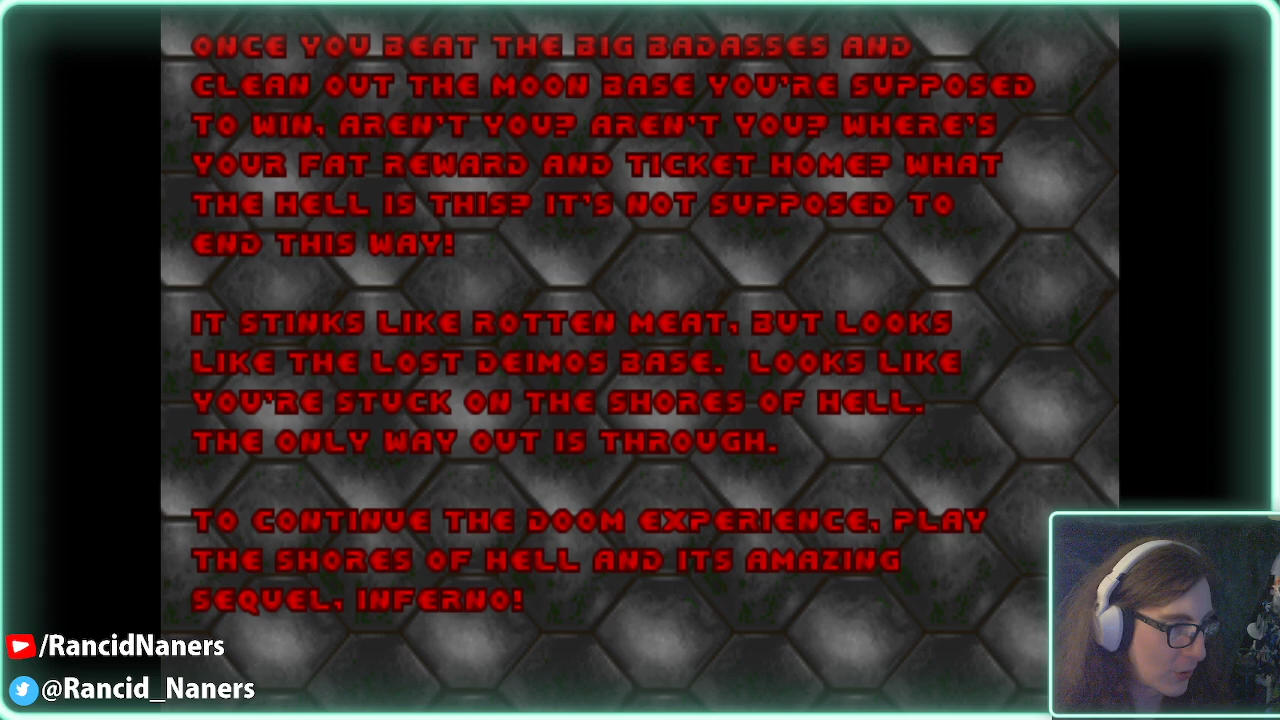 ONCE YOU BEAT THE BIG BADASSES AND
CLEAN OUT THE MOON BASE YOU'RE SUPPOSED
TO WIN, AREN'T YOU? AREN'T YOU? WHERE'S
YOUR FAT REWARD AND TICKET HOME? WHAT
THE HELL IS THIS? IT'S NOT SUPPOSED TO
END THIS WAY!
IT STINKS LIKE ROTTEN MEAT, BUT LOOKS
LIKE THE LOST DEIMOS BASE. LOOKS LIKE
YOU'RE STUCK ON THE SHORES OF HELL.
THE ONLY WAY OUT IS THROUGH.
TO CONTINUE THE DOOM EXPERIENCE, PLAY
THE SHORES OF HELL AND ITS AMAZING
SEQUEL, INFERNO!
/RancidNaners
@Rancid_Naners